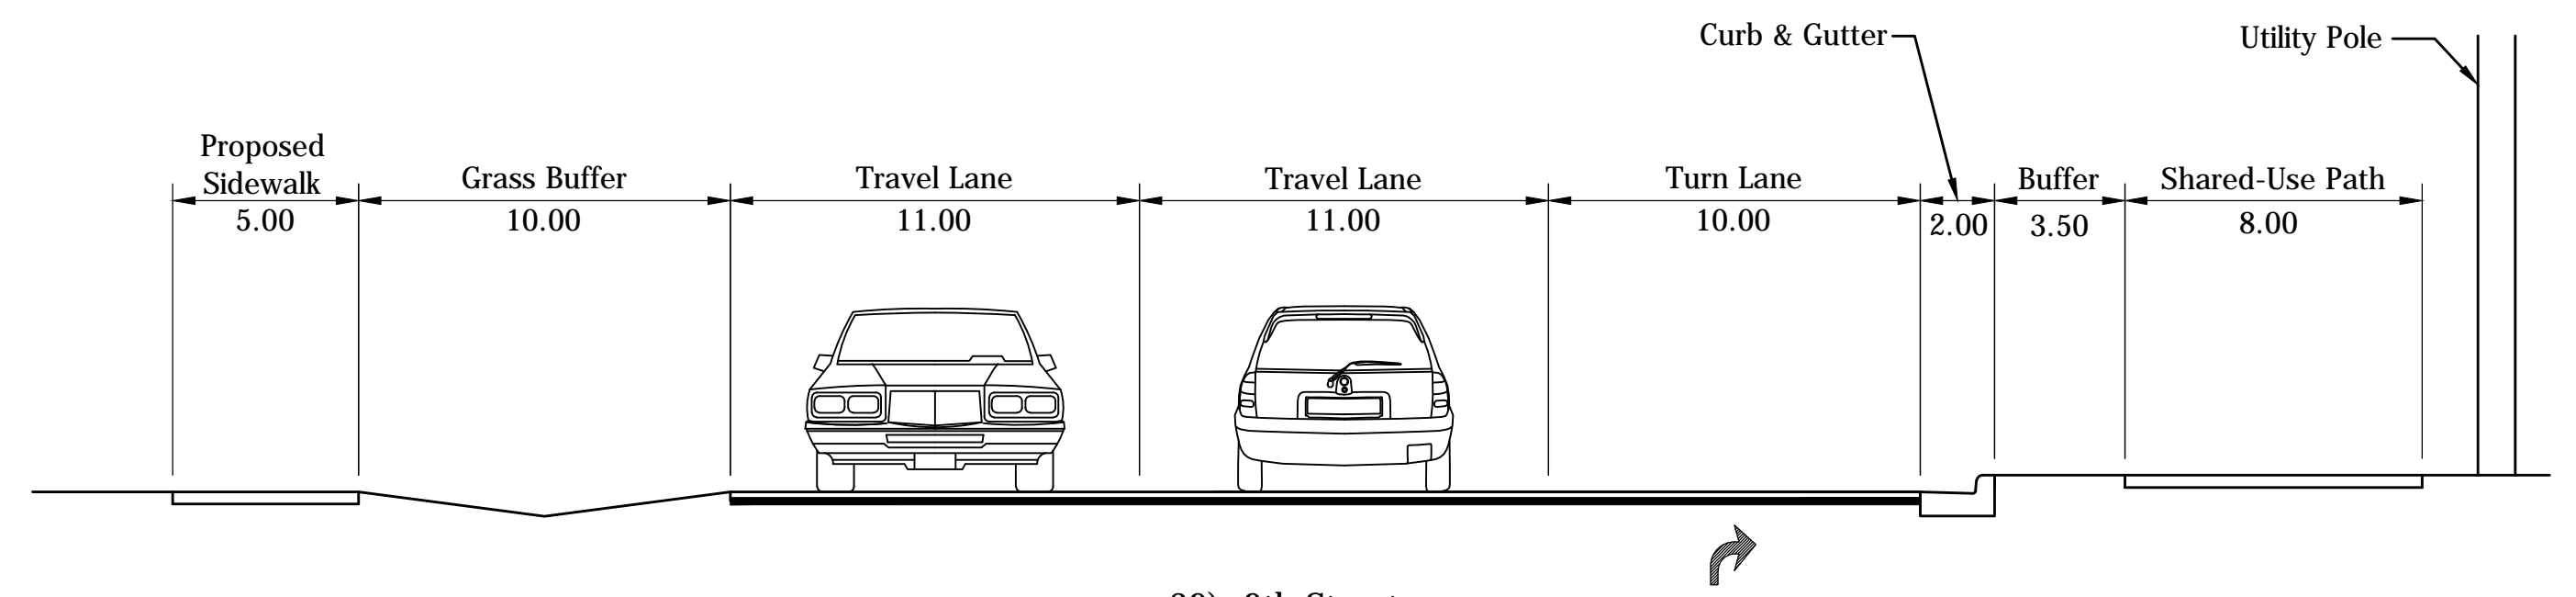 Curb & Gutter
Utility Pole
Proposed
Sidewalk
Grass Buffer
Travel Lane
Travel Lane
Turn Lane
Buffer
Shared-Use Path
5.00
10.00
11.00
11.00
10.00
2.00
3.50
8.00